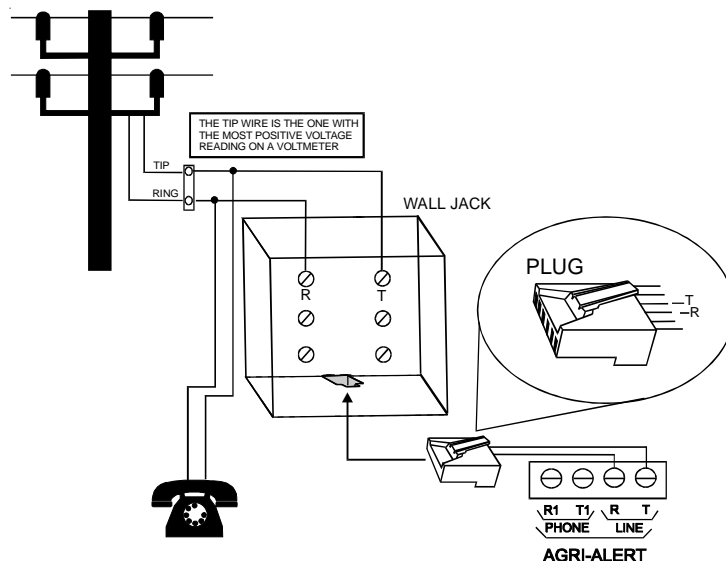 THE TIP WIRE IS THE ONE WITH
THE MOST POSITIVE VOLTAGE
READING ON A VOLTMETER
TIP
RING
WALL JACK
R T
PLUG
T
R
R1 T1 R T
PHONE LINE
AGRI-ALERT